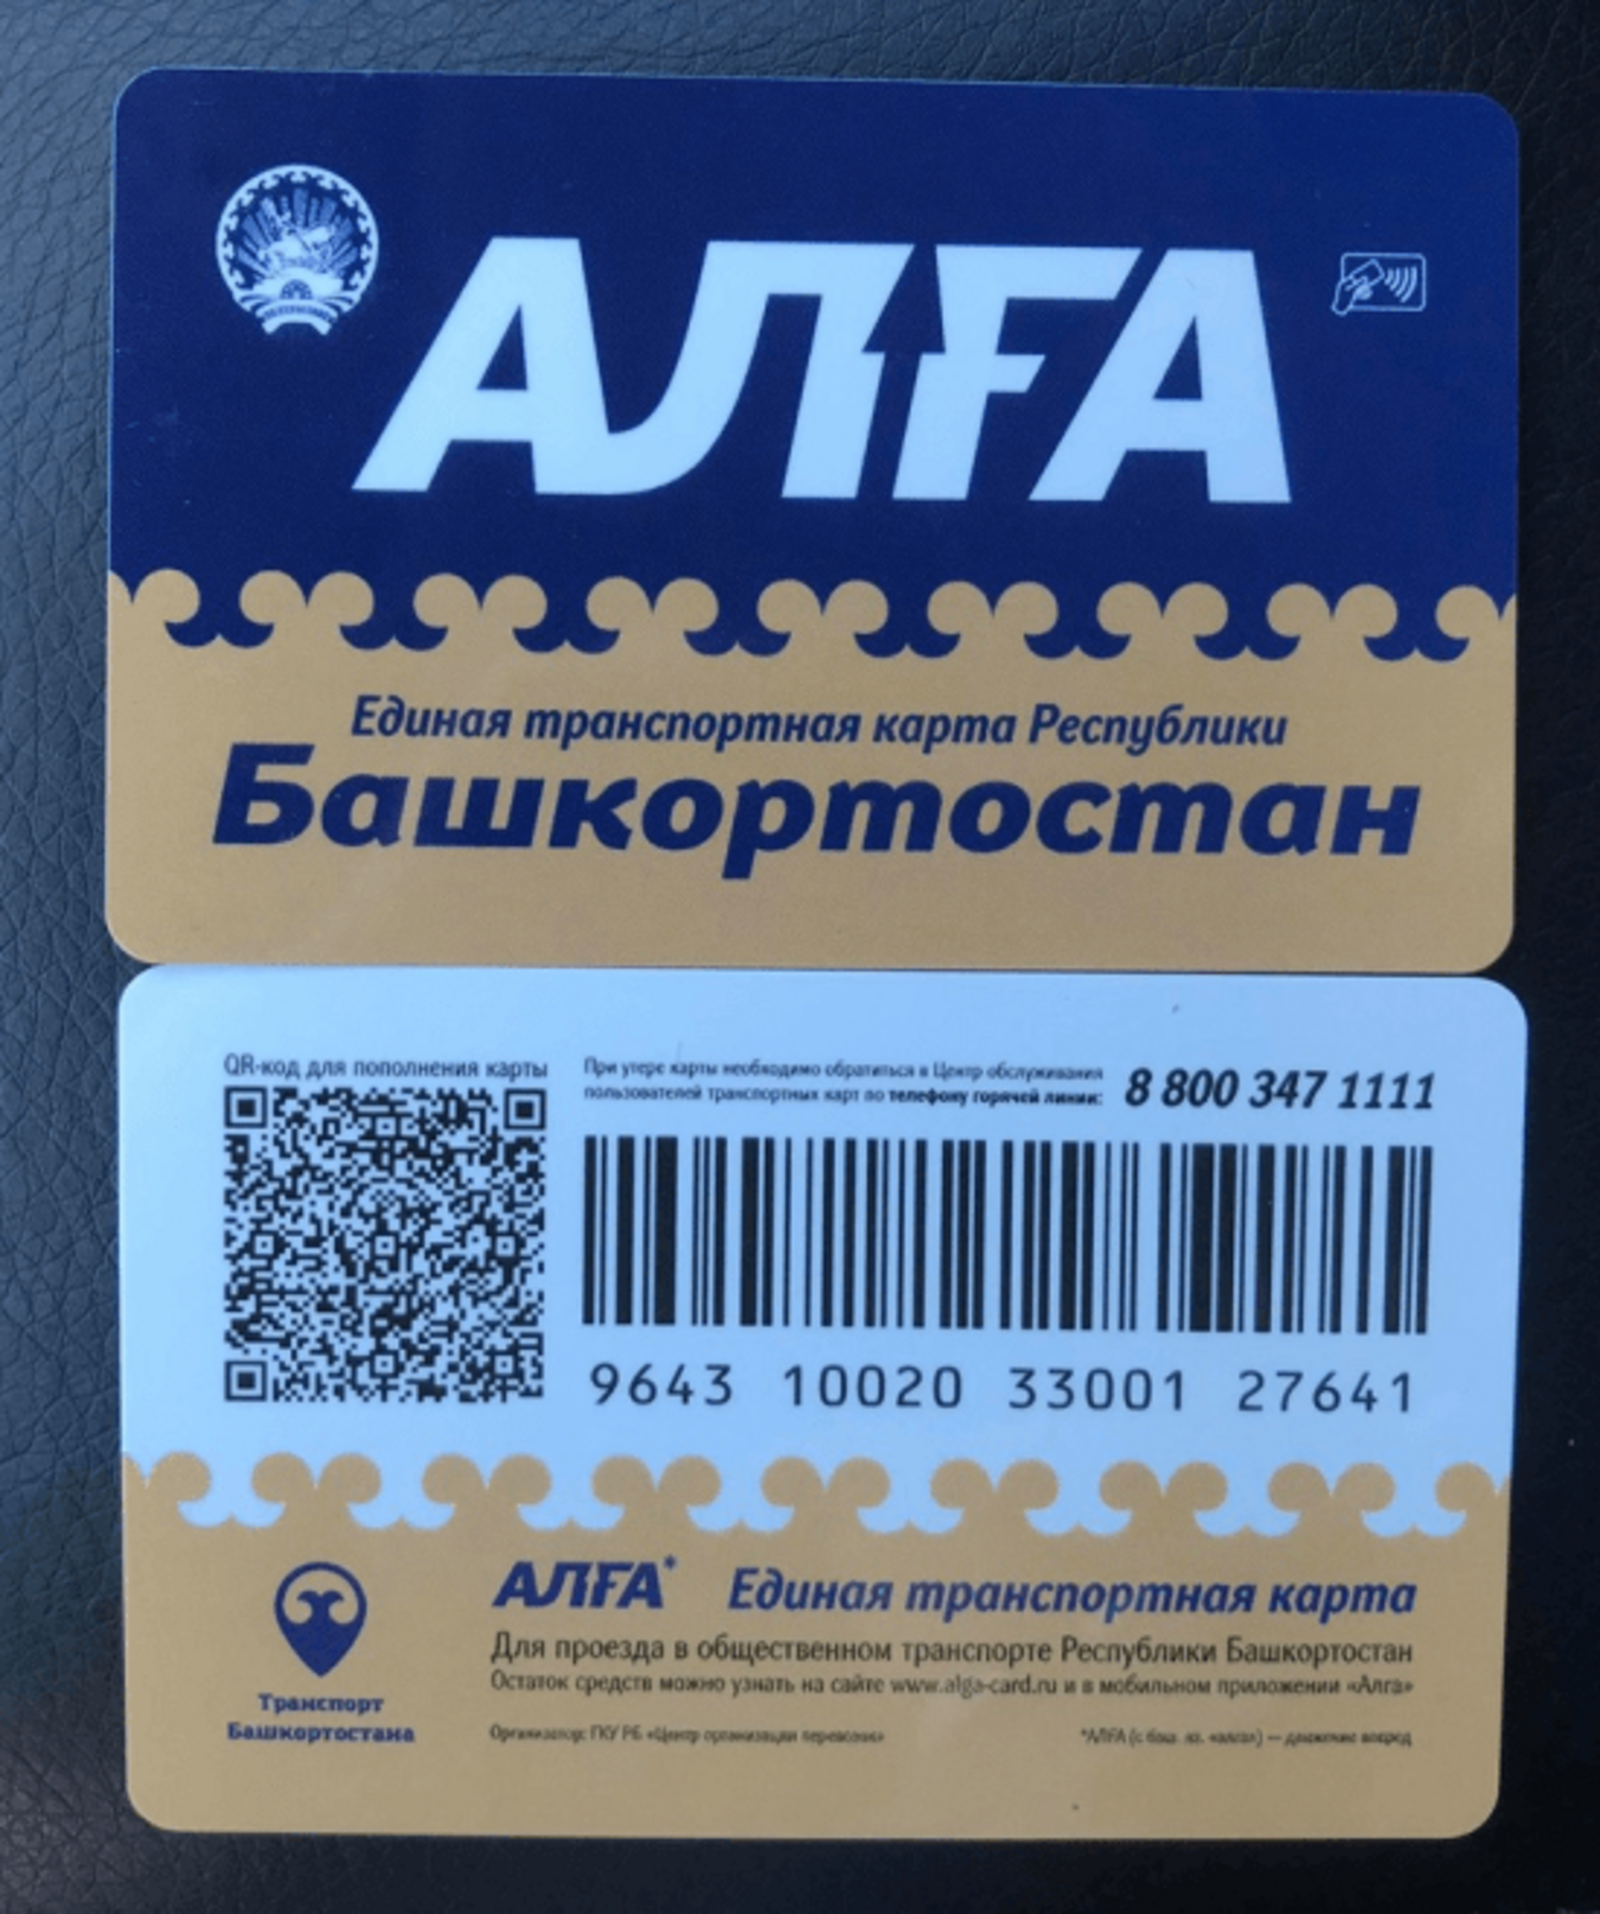 АЛҒА
Единая транспортная карта Республики
Башкортостан
QR-код для пополнения карты
При утере карты необходимо обратиться в Центр обслуживания
пользователей транспортных карт по телефону горячей линии:
8 800 347 1111
9643 10020 33001 27641
АЛҒА* Единая транспортная карта
Для проезда в общественном транспорте Республики Башкортостан
Остаток средств можно узнать на сайте www.alga-card.ru и в мобильном приложении «Алга»
Транспорт
Башкортостана
Организатор: ГКУ РБ «Центр организации перевозок»
*АЛҒА (с баш. яз. «алга») — движение вперед